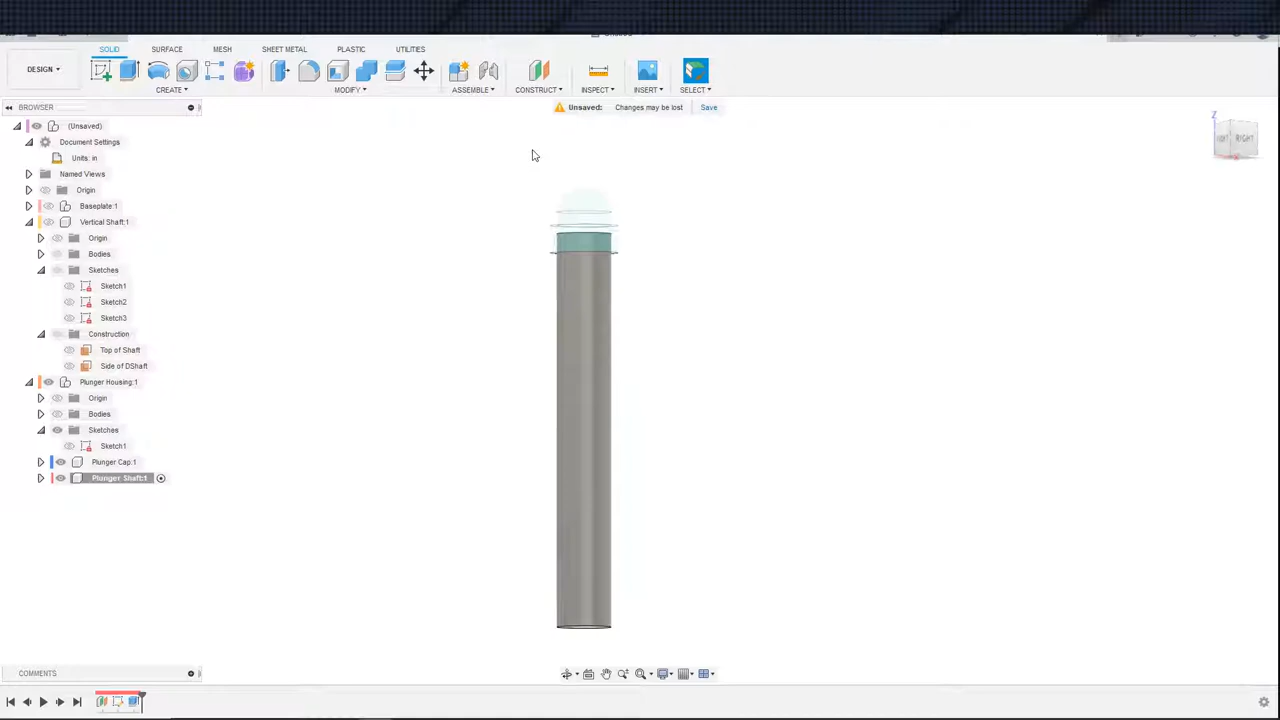 SOLID SURFACE MESH SHEET METAL PLASTIC UTILITIES
DESIGN
CREATE MODIFY ASSEMBLE CONSTRUCT INSPECT INSERT SELECT
BROWSER
Unsaved: Changes may be lost Save
Z
RIGHT
(Unsaved)
Document Settings
Units: in
Named Views
Origin
Baseplate:1
Vertical Shaft:1
Origin
Bodies
Sketches
Sketch1
Sketch2
Sketch3
Construction
Top of Shaft
Side of DShaft
Plunger Housing:1
Origin
Bodies
Sketches
Sketch1
Plunger Cap:1
Plunger Shaft:1
COMMENTS